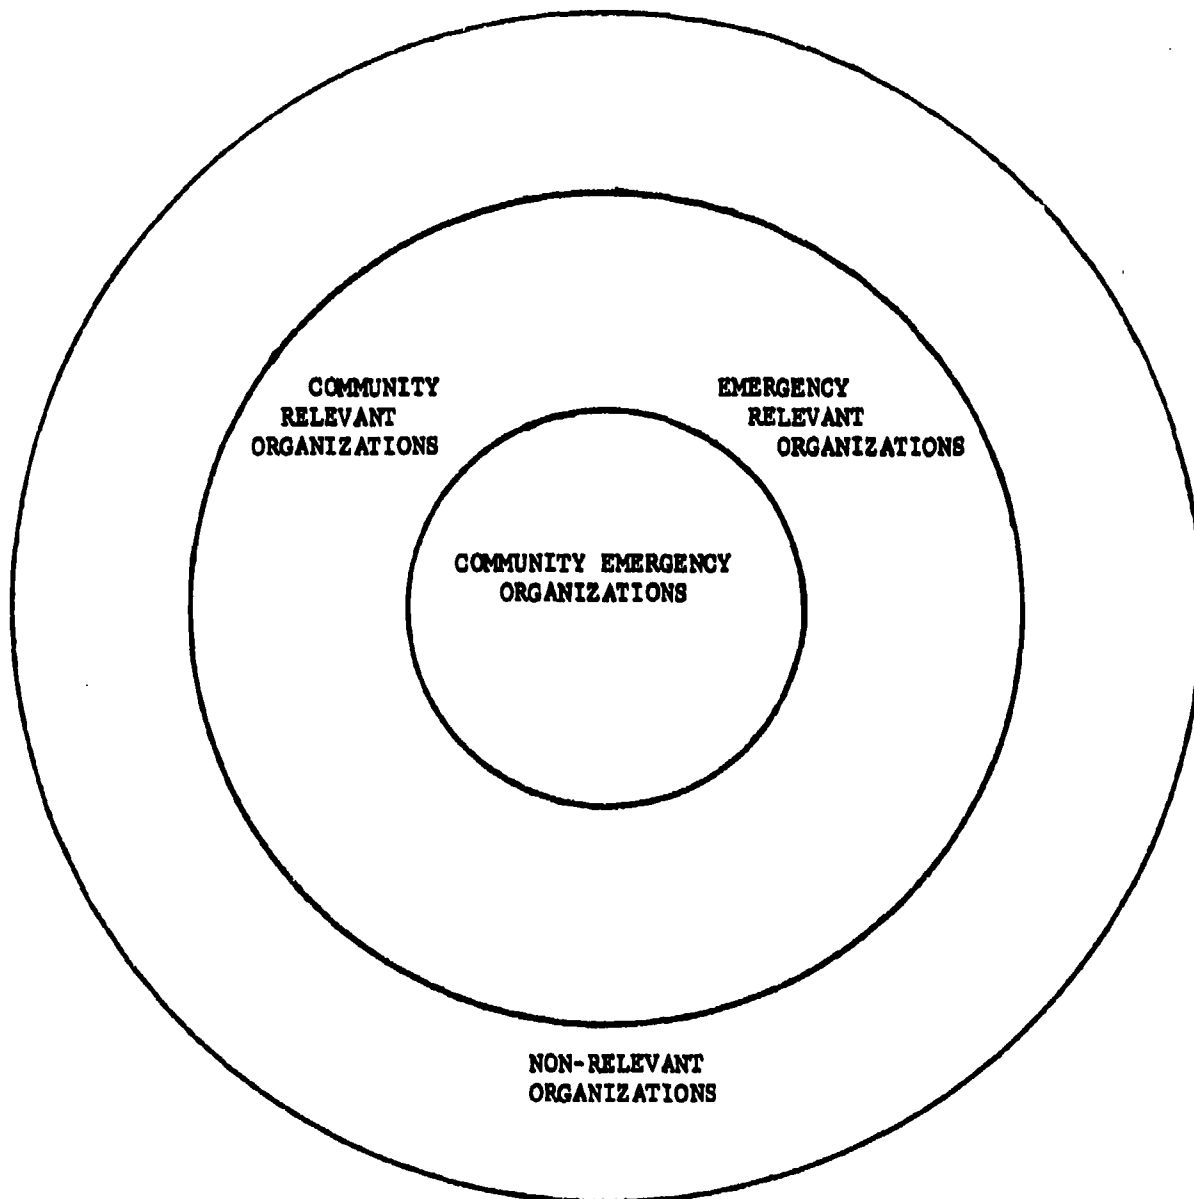 COMMUNITY
RELEVANT
ORGANIZATIONS
EMERGENCY
RELEVANT
ORGANIZATIONS
COMMUNITY EMERGENCY
ORGANIZATIONS
NON-RELEVANT
ORGANIZATIONS